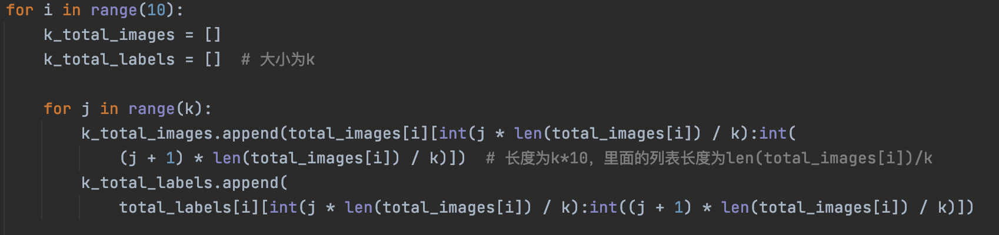 for i in range(10):
    k_total_images = []
    k_total_labels = []  # 大小为k
    for j in range(k):
        k_total_images.append(total_images[i][int(j * len(total_images[i]) / k):int(
            (j + 1) * len(total_images[i]) / k)])  # 长度为k*10，里面的列表长度为len(total_images[i])/k
        k_total_labels.append(
            total_labels[i][int(j * len(total_images[i]) / k):int((j + 1) * len(total_images[i]) / k)])